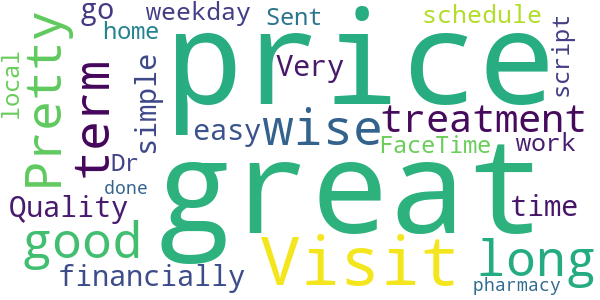 go weekday Sent schedule
home
price
Very
script
local
Pretty
term
simple
easy wise treatment
FaceTime work
Dr
done
great
Quality time
good Visit long
financially pharmacy